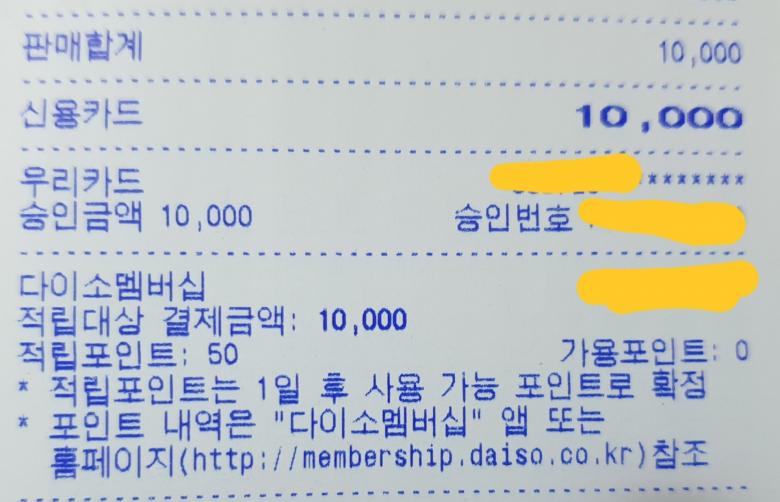 판매합계 10,000
신용카드 10,000
우리카드 *******
승인금액 10,000 승인번호
다이소멤버십
적립대상 결제금액: 10,000
적립포인트: 50 가용포인트: 0
* 적립포인트는 1일 후 사용 가능 포인트로 확정
* 포인트 내역은 "다이소멤버십" 앱 또는
홈페이지(http://membership.daiso.co.kr)참조